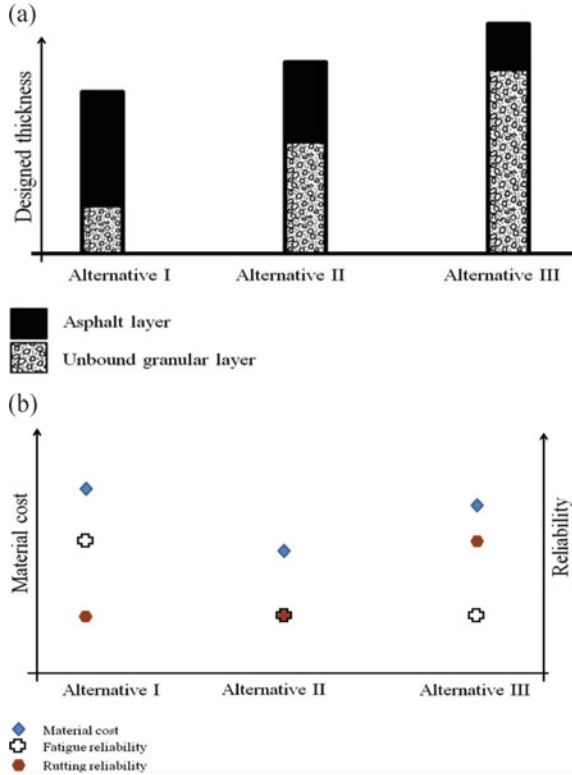 (a)
Designed thickness
Alternative I
Alternative II
Alternative III
Asphalt layer
Unbound granular layer
(b)
Material cost
Reliability
Alternative I
Alternative II
Alternative III
Material cost
Fatigue reliability
Rutting reliability